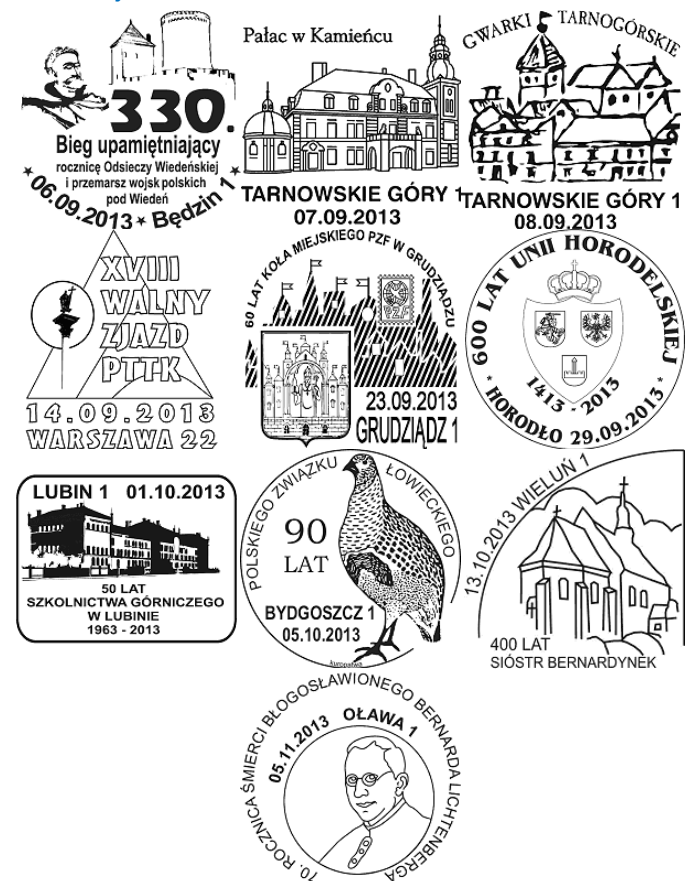 330.
Bieg upamiętniający
rocznicę Odsieczy Wiedeńskiej
i przemarsz wojsk polskich
pod Wiedeń
★ 06.09.2013 ★ Będzin 1 ★
Pałac w Kamieńcu
TARNOWSKIE GÓRY 1
07.09.2013
GWARKI TARNOGÓRSKIE
TARNOWSKIE GÓRY 1
08.09.2013
XVIII
WALNY
ZJAZD
PTTK
14.09.2013
WARSZAWA 22
60 LAT KOŁA MIEJSKIEGO PZF W GRUDZIĄDZU
PZF
23.09.2013
GRUDZIĄDZ 1
600 LAT UNII HORODELSKIEJ
1413 - 2013
* HORODŁO 29.09.2013 *
LUBIN 1 01.10.2013
50 LAT
SZKOLNICTWA GÓRNICZEGO
W LUBINIE
1963 - 2013
POLSKIEGO ZWIĄZKU ŁOWIECKIEGO
90
LAT
BYDGOSZCZ 1
05.10.2013
kuropatwa
13.10.2013 WIELUŃ 1
400 LAT
SIÓSTR BERNARDYNEK
70. ROCZNICA ŚMIERCI BŁOGOSŁAWIONEGO BERNARDA LICHTENBERGA
05.11.2013 OŁAWA 1